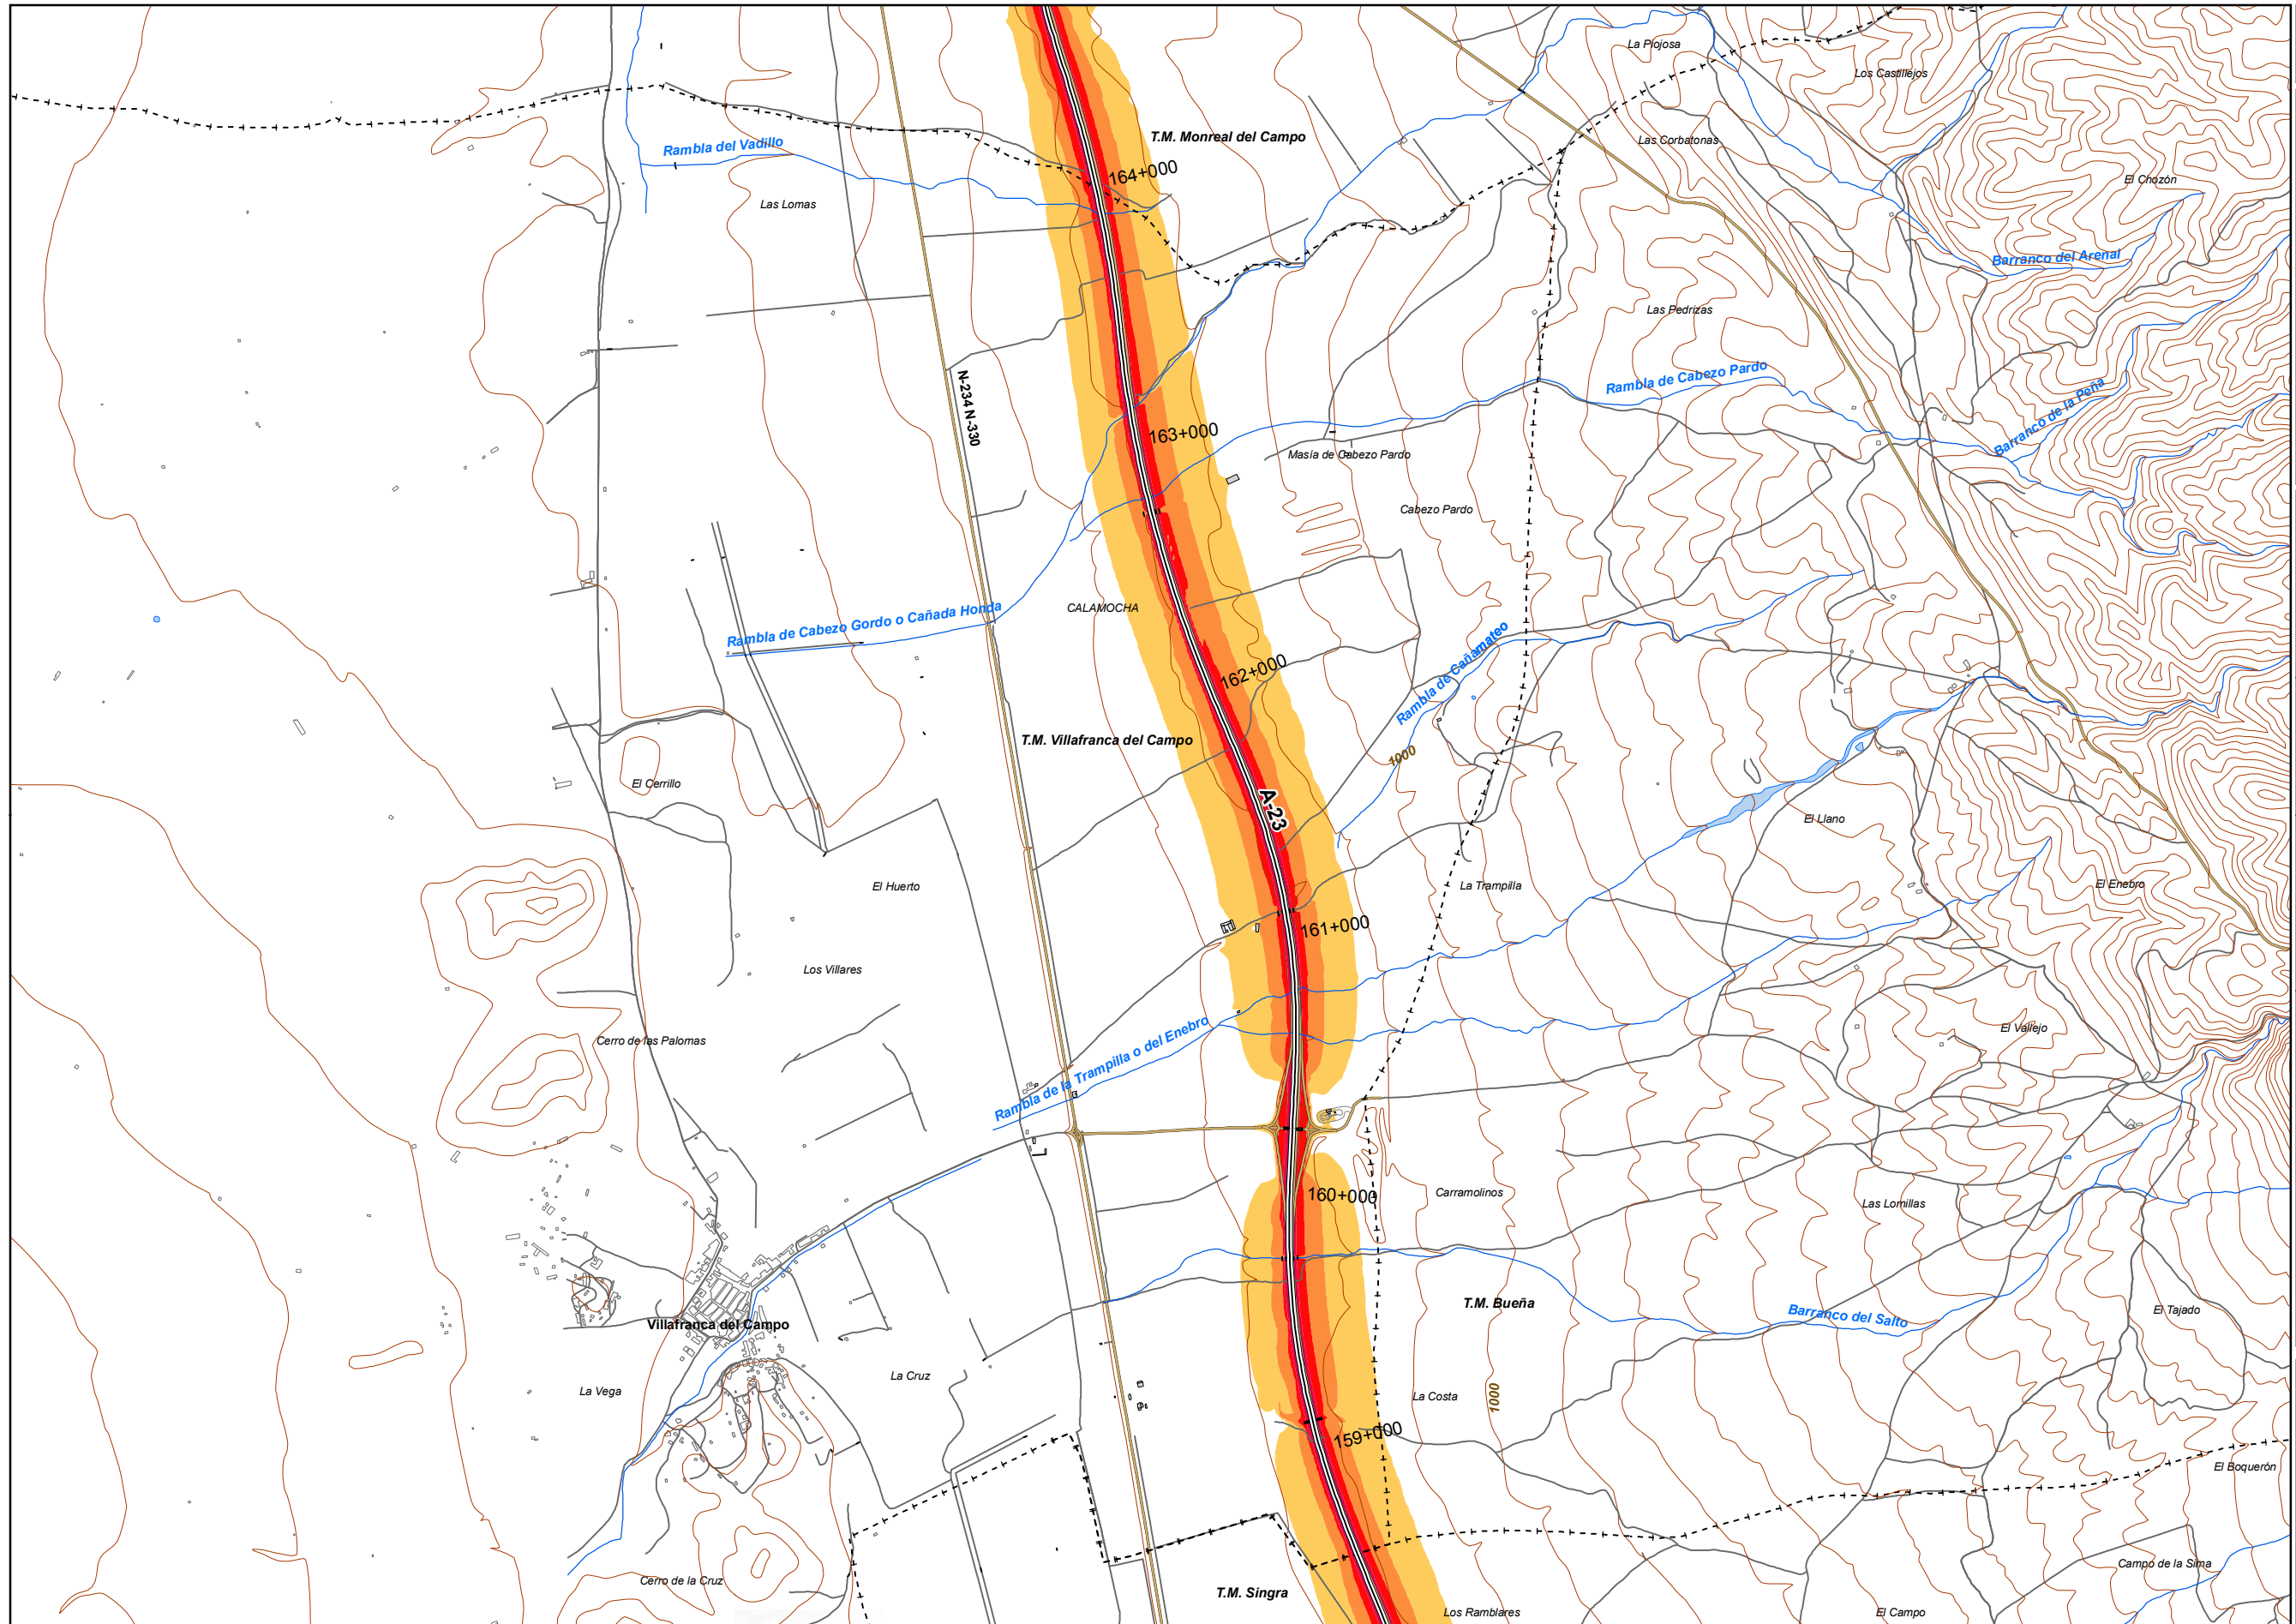 La Piojosa
Los Castillejos
T.M. Monreal del Campo
Las Corbatonas
Rambla del Vadillo
164+000
El Chozón
Las Lomas
Barranco del Arenal
Las Pedrizas
Rambla de Cabezo Pardo
N-234 N-330
Barranco de la Peña
163+000
Masía de Cabezo Pardo
Cabezo Pardo
CALAMOCHA
Rambla de Cabezo Gordo o Cañada Honda
162+000
Rambla de Cañamateo
T.M. Villafranca del Campo
1000
El Cerrillo
A-23
El Llano
El Huerto
La Trampilla
El Enebro
161+000
Los Villares
El Vallejo
Cerro de las Palomas
Rambla de la Trampilla o del Enebro
160+000
Carramolinos
Las Lomillas
T.M. Bueña
El Tajado
Barranco del Salto
Villafranca del Campo
La Cruz
La Vega
La Costa
1000
159+000
El Boquerón
Campo de la Sima
Cerro de la Cruz
T.M. Singra
Los Ramblares
El Campo